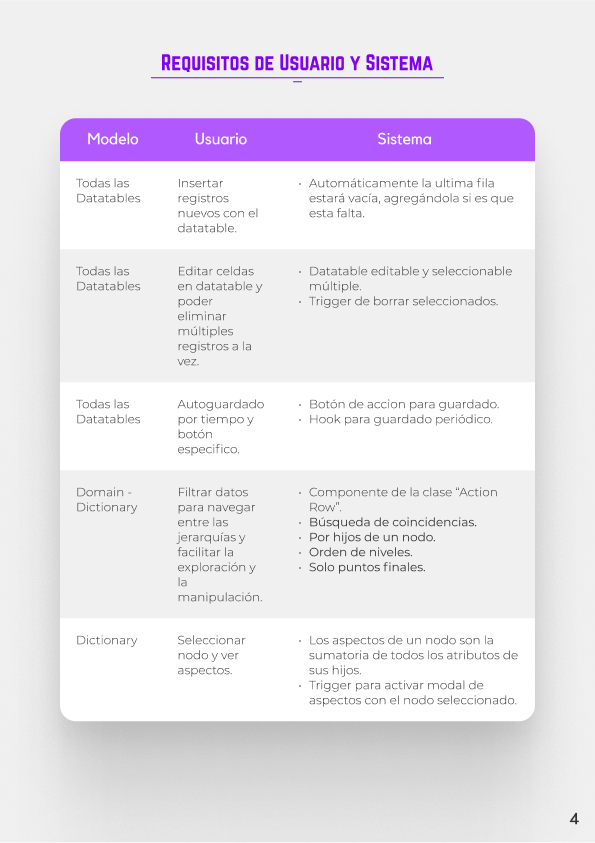 Requisitos de Usuario y Sistema
Modelo
Usuario
Sistema
Todas las
Datatables
Insertar
registros
nuevos con el
datatable.
• Automáticamente la ultima fila
estará vacía, agregándola si es que
esta falta.
Todas las
Datatables
Editar celdas
en datatable y
poder
eliminar
múltiples
registros a la
vez.
• Datatable editable y seleccionable
múltiple.
• Trigger de borrar seleccionados.
Todas las
Datatables
Autoguardado
por tiempo y
botón
especifico.
• Botón de accion para guardado.
• Hook para guardado periódico.
Domain -
Dictionary
Filtrar datos
para navegar
entre las
jerarquías y
facilitar la
exploración y
la
manipulación.
• Componente de la clase “Action
Row”.
• Búsqueda de coincidencias.
• Por hijos de un nodo.
• Orden de niveles.
• Solo puntos finales.
Dictionary
Seleccionar
nodo y ver
aspectos.
• Los aspectos de un nodo son la
sumatoria de todos los atributos de
sus hijos.
• Trigger para activar modal de
aspectos con el nodo seleccionado.
4